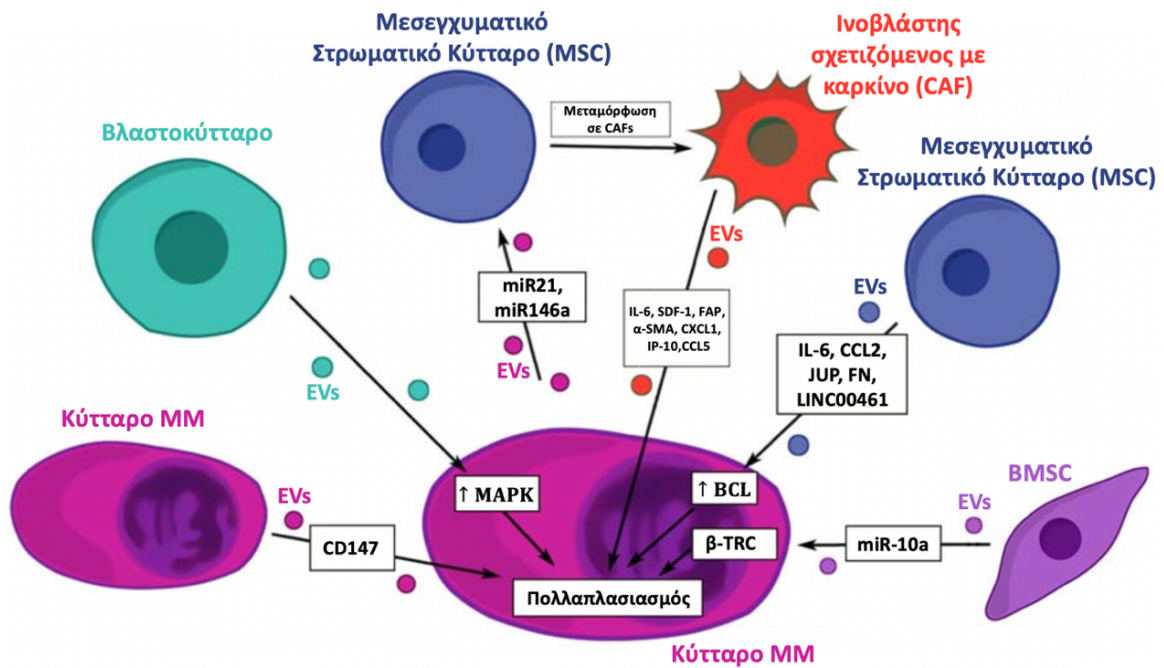 Μεσεγχυματικό
Στρωματικό Κύτταρο (MSC)
Ινοβλάστης
σχετιζόμενος με
καρκίνο (CAF)
Μεταμόρφωση
σε CAFs
Βλαστοκύτταρο
Μεσεγχυματικό
Στρωματικό Κύτταρο (MSC)
EVs
miR21,
miR146a
EVs
IL-6, SDF-1, FAP,
α-SMA, CXCL1,
IP-10,CCL5
EVs
IL-6, CCL2,
JUP, FN,
LINC00461
EVs
Κύτταρο ΜΜ
EVs
CD147
↑ MAPK
↑ BCL
β-TRC
Πολλαπλασιασμός
miR-10a
EVs
BMSC
Κύτταρο ΜΜ